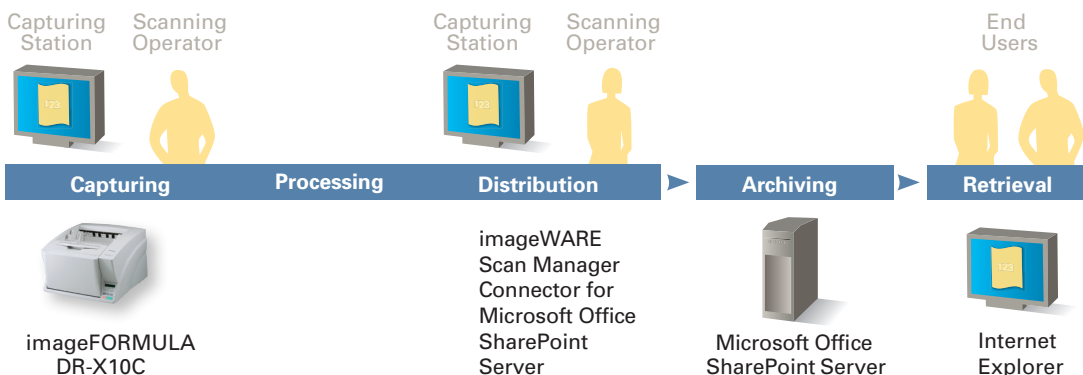 Capturing Station
Scanning Operator
Capturing Station
Scanning Operator
End Users
123
123
123
Capturing
Processing
Distribution
Archiving
Retrieval
imageFORMULA
DR-X10C
imageWARE
Scan Manager
Connector for
Microsoft Office
SharePoint
Server
Microsoft Office
SharePoint Server
Internet
Explorer